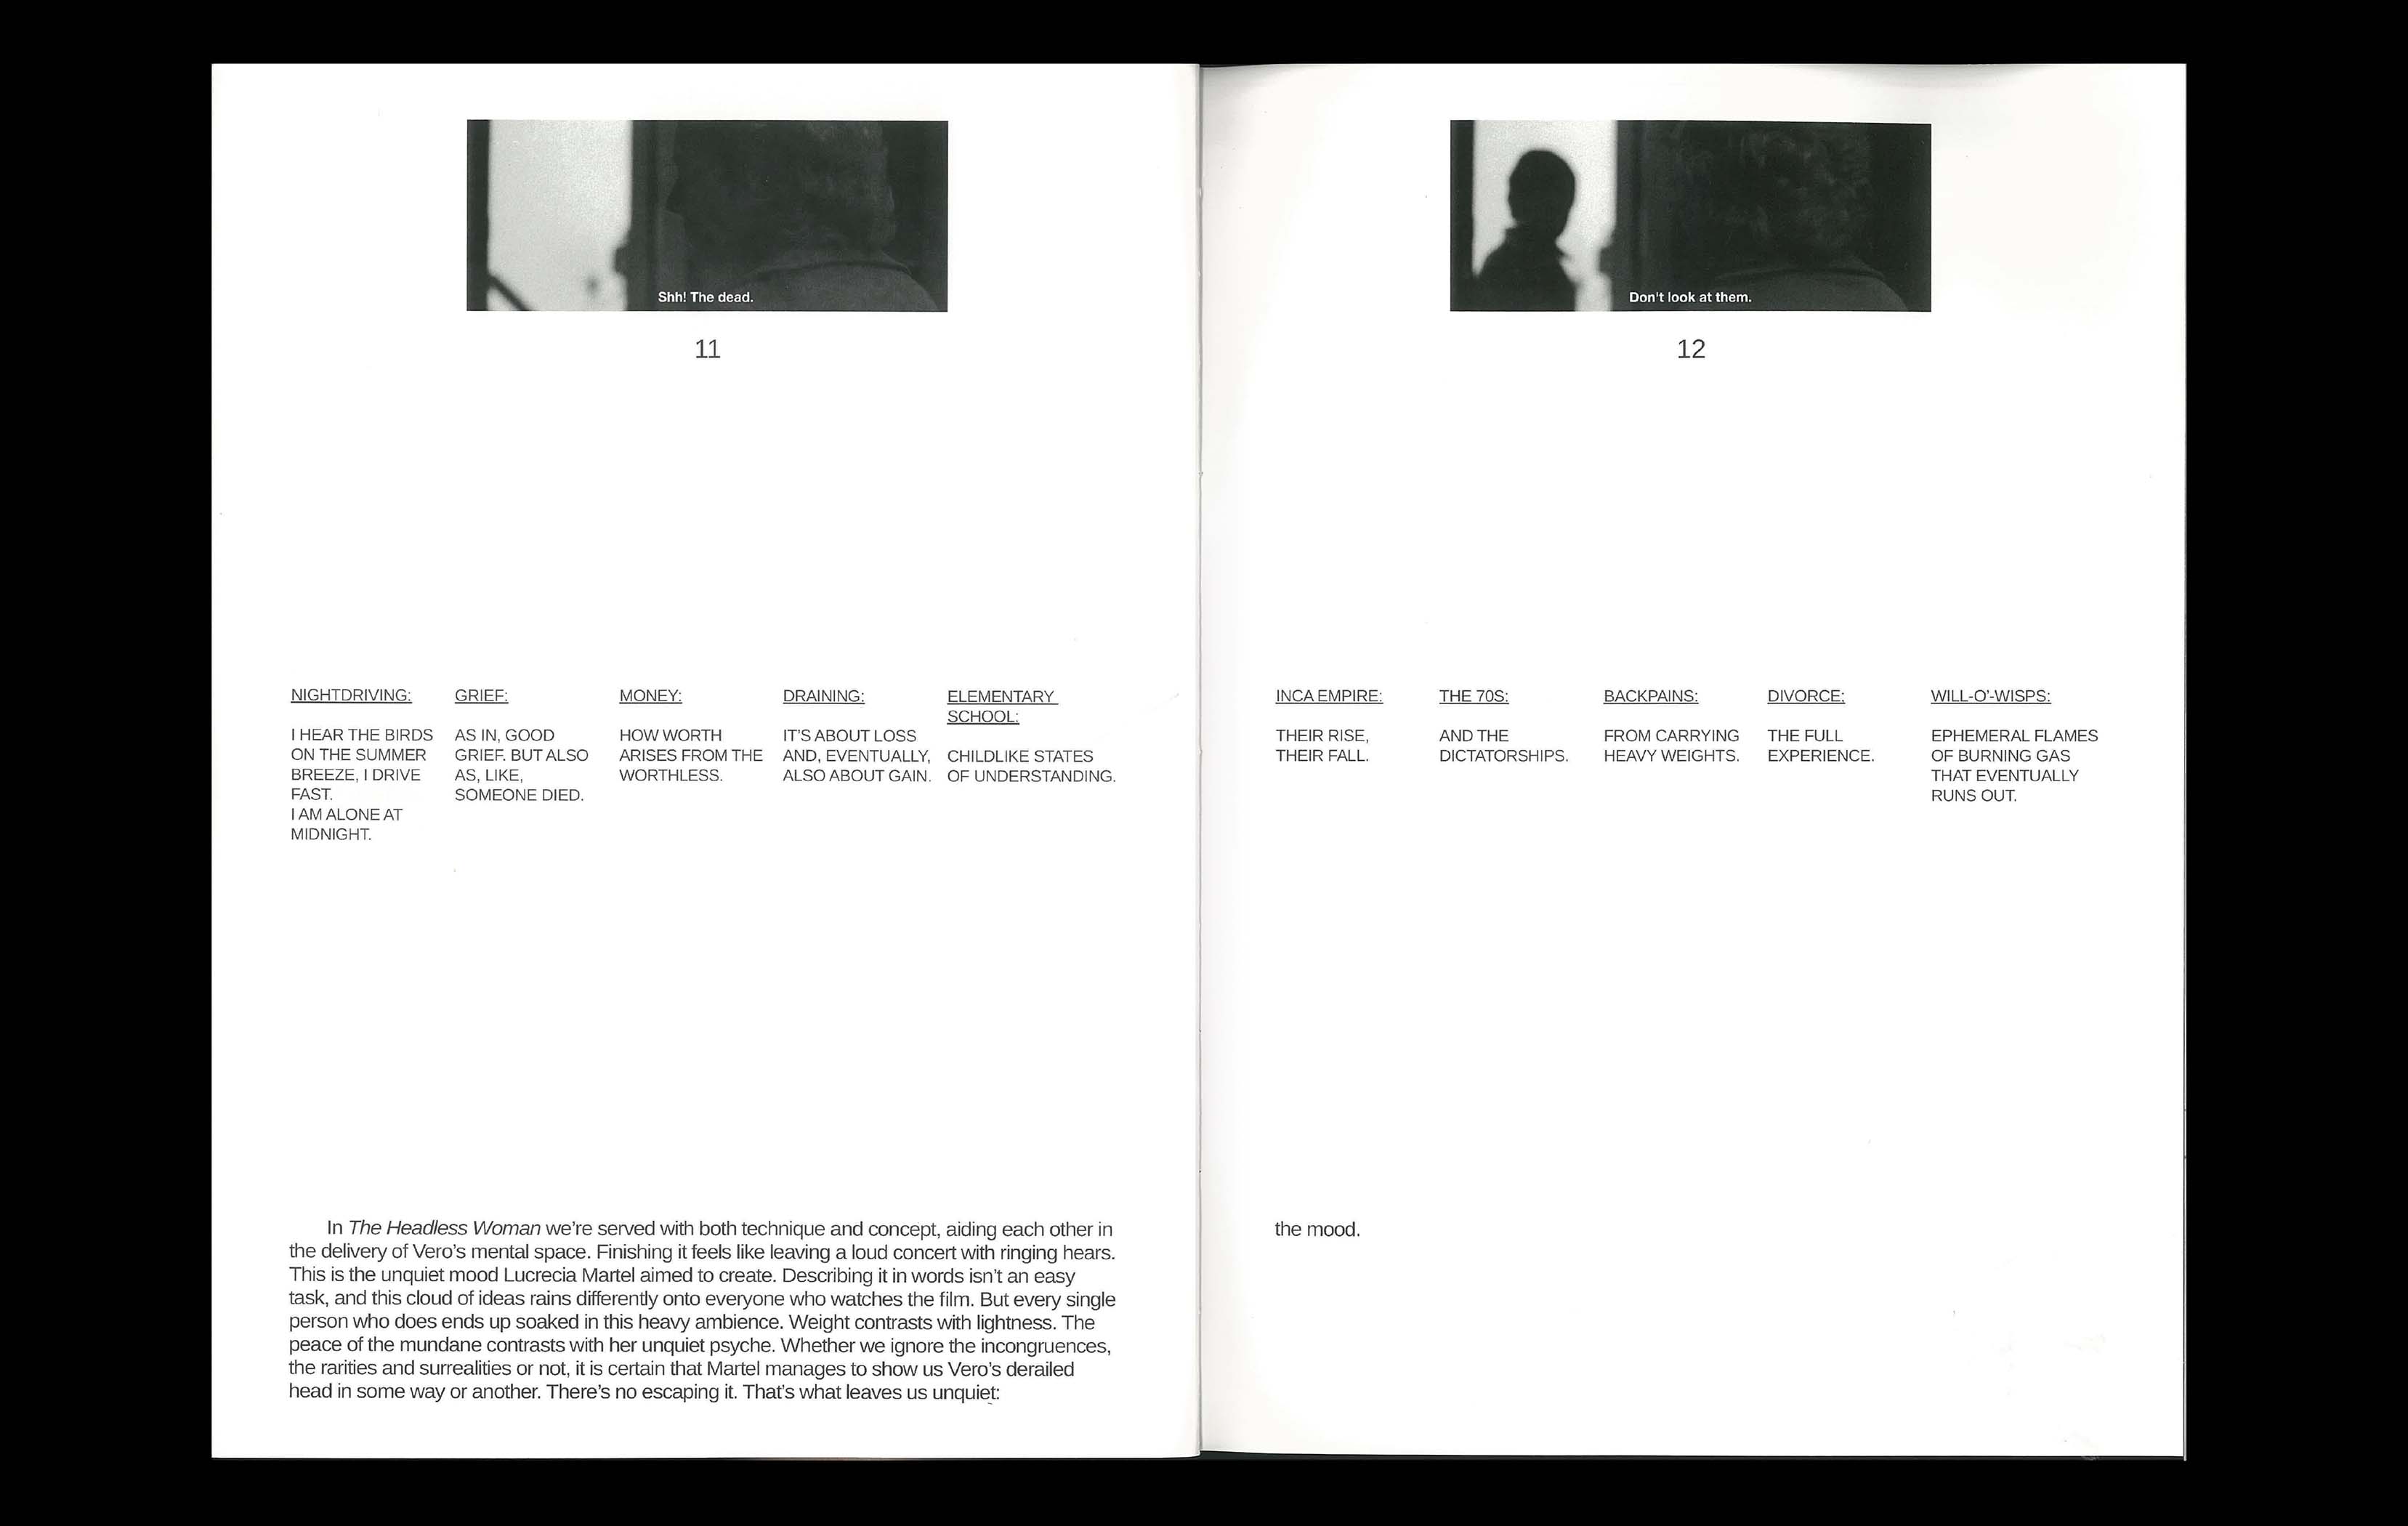 Shh! The dead.
11
NIGHTDRIVING:
I HEAR THE BIRDS
ON THE SUMMER
BREEZE, I DRIVE
FAST.
I AM ALONE AT
MIDNIGHT.
GRIEF:
AS IN, GOOD
GRIEF. BUT ALSO
AS, LIKE,
SOMEONE DIED.
MONEY:
HOW WORTH
ARISES FROM THE
WORTHLESS.
DRAINING:
IT'S ABOUT LOSS
AND, EVENTUALLY,
ALSO ABOUT GAIN.
ELEMENTARY
SCHOOL:
CHILDLIKE STATES
OF UNDERSTANDING.
In The Headless Woman we're served with both technique and concept, aiding each other in
the delivery of Vero's mental space. Finishing it feels like leaving a loud concert with ringing hears.
This is the unquiet mood Lucrecia Martel aimed to create. Describing it in words isn't an easy
task, and this cloud of ideas rains differently onto everyone who watches the film. But every single
person who does ends up soaked in this heavy ambience. Weight contrasts with lightness. The
peace of the mundane contrasts with her unquiet psyche. Whether we ignore the incongruences,
the rarities and surrealities or not, it is certain that Martel manages to show us Vero's derailed
head in some way or another. There's no escaping it. That's what leaves us unquiet:
Don't look at them.
12
INCA EMPIRE:
THEIR RISE,
THEIR FALL.
THE 70S:
AND THE
DICTATORSHIPS.
BACKPAINS:
FROM CARRYING
HEAVY WEIGHTS.
DIVORCE:
THE FULL
EXPERIENCE.
WILL-O'-WISPS:
EPHEMERAL FLAMES
OF BURNING GAS
THAT EVENTUALLY
RUNS OUT.
the mood.